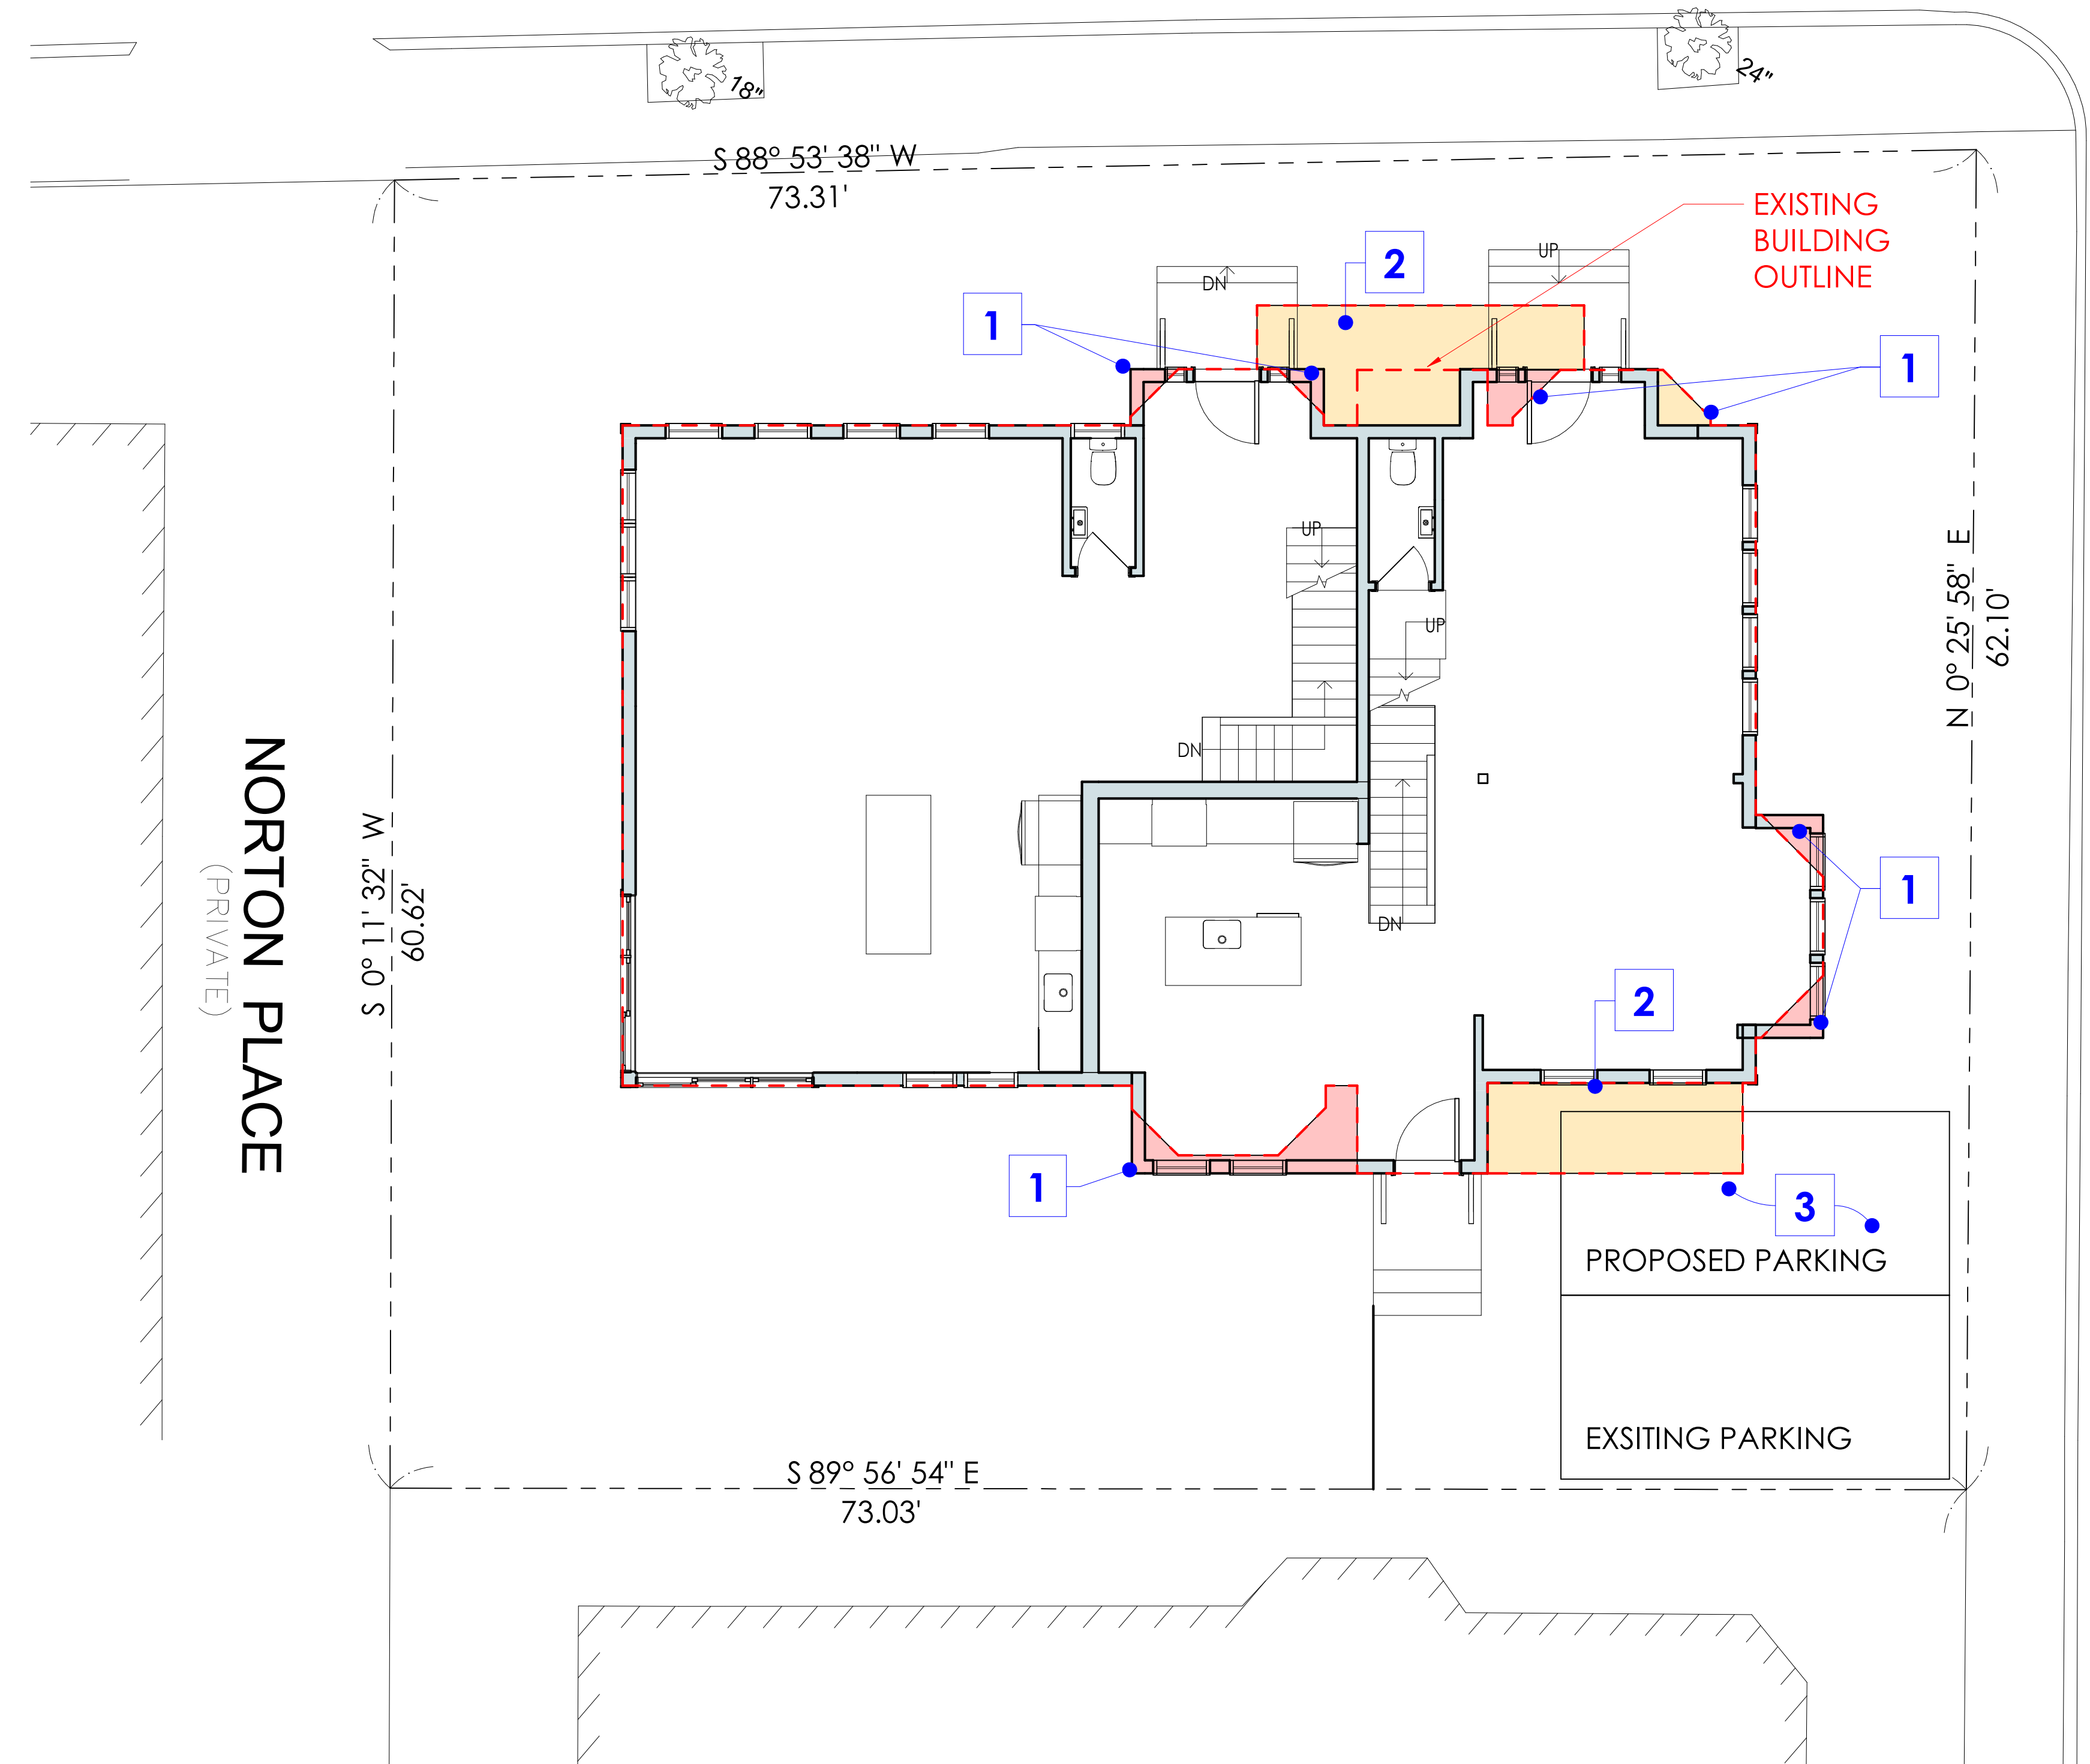 18"
24"
S 88° 53' 38" W
73.31'
EXISTING
BUILDING
OUTLINE
2
UP
DN
1
1
UP
N 0° 25' 58" E
62.10'
UP
NORTON PLACE
(PRIVATE)
DN
S 0° 11' 32" W
60.62'
1
DN
2
1
3
PROPOSED PARKING
EXSITING PARKING
S 89° 56' 54" E
73.03'